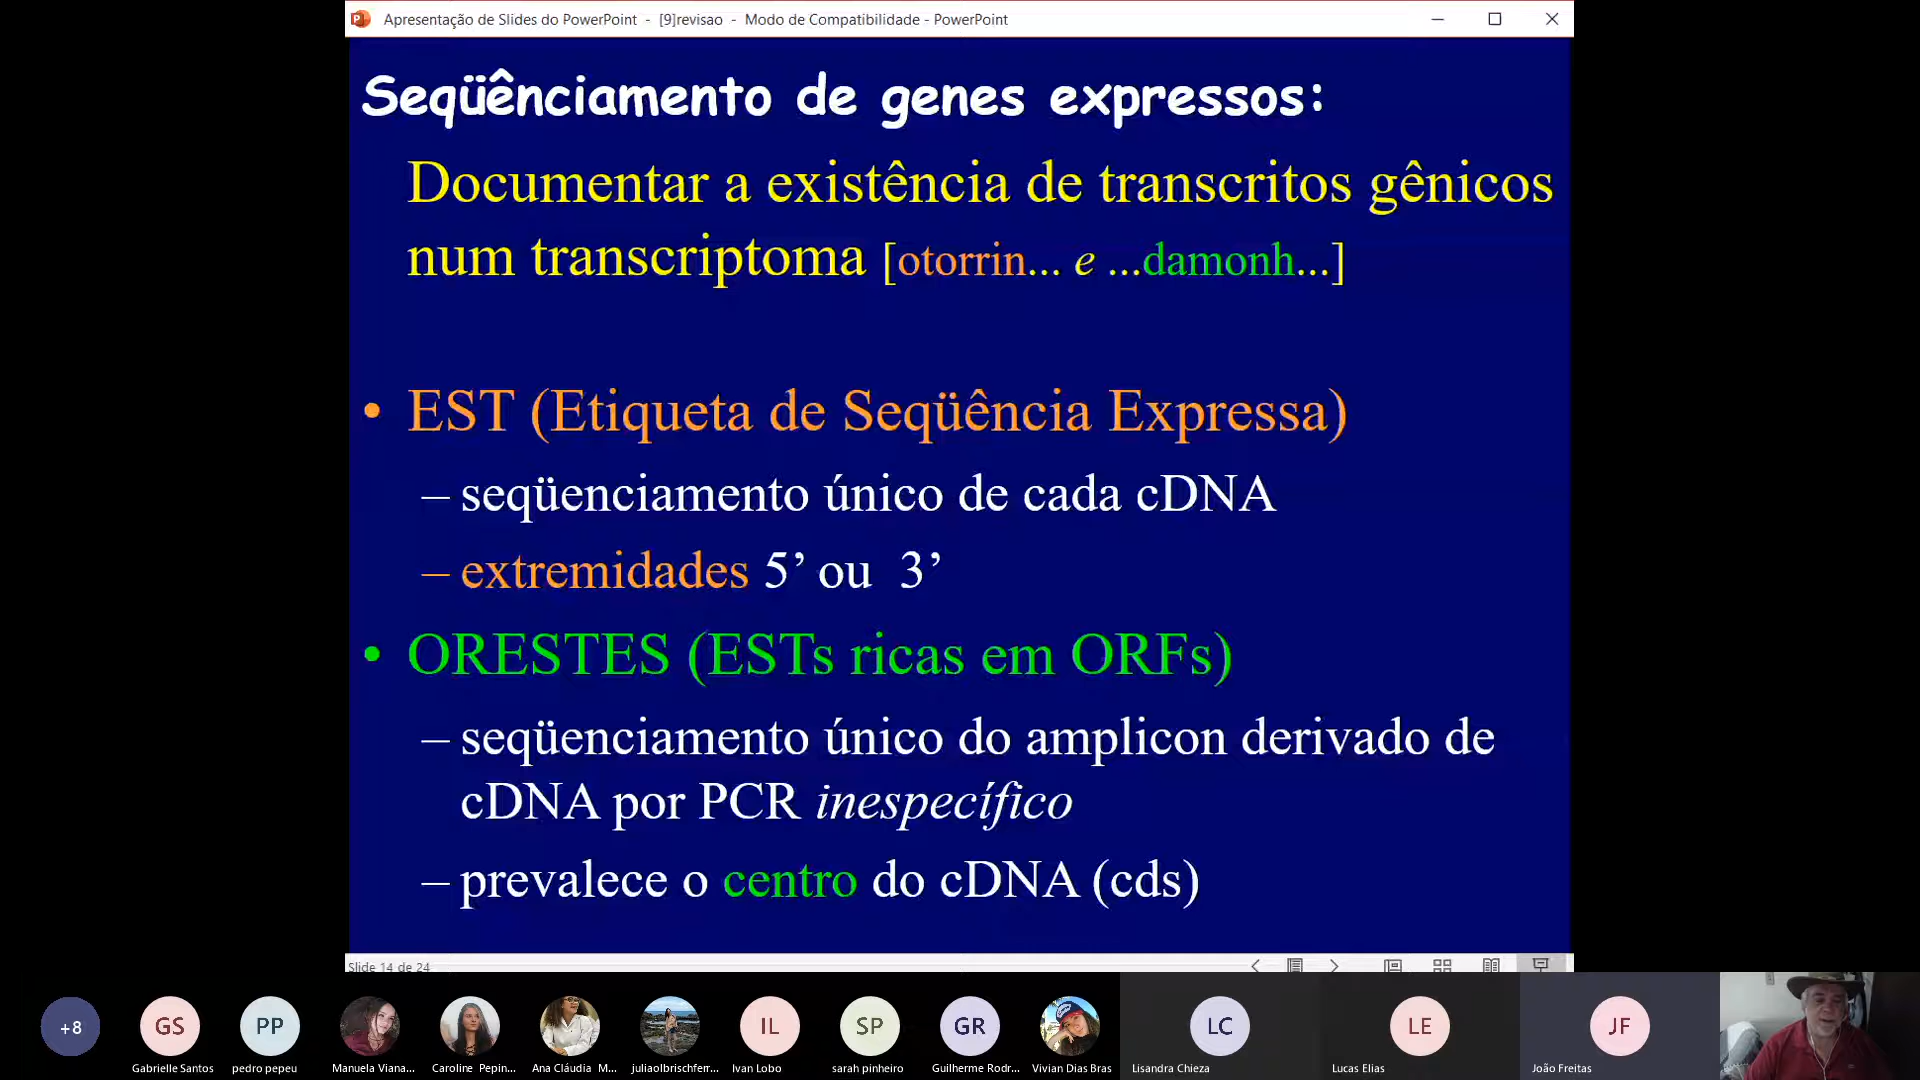 Apresentação de Slides do PowerPoint - [9]revisao - Modo de Compatibilidade - PowerPoint
Seqüênciamento de genes expressos:
Documentar a existência de transcritos gênicos
num transcriptoma [otorrin... e ...damonh...]
• EST (Etiqueta de Seqüência Expressa)
– seqüenciamento único de cada cDNA
– extremidades 5’ ou 3’
• ORESTES (ESTs ricas em ORFs)
– seqüenciamento único do amplicon derivado de
cDNA por PCR inespecífico
– prevalece o centro do cDNA (cds)
Slide 14 de 24
+8 GS PP IL SP GR LC LE JF
Gabrielle Santos pedro pepeu Manuela Viana... Caroline Pepin... Ana Cláudia M... juliaolbrischferr... Ivan Lobo sarah pinheiro Guilherme Rodr... Vivian Dias Bras Lisandra Chieza Lucas Elias João Freitas